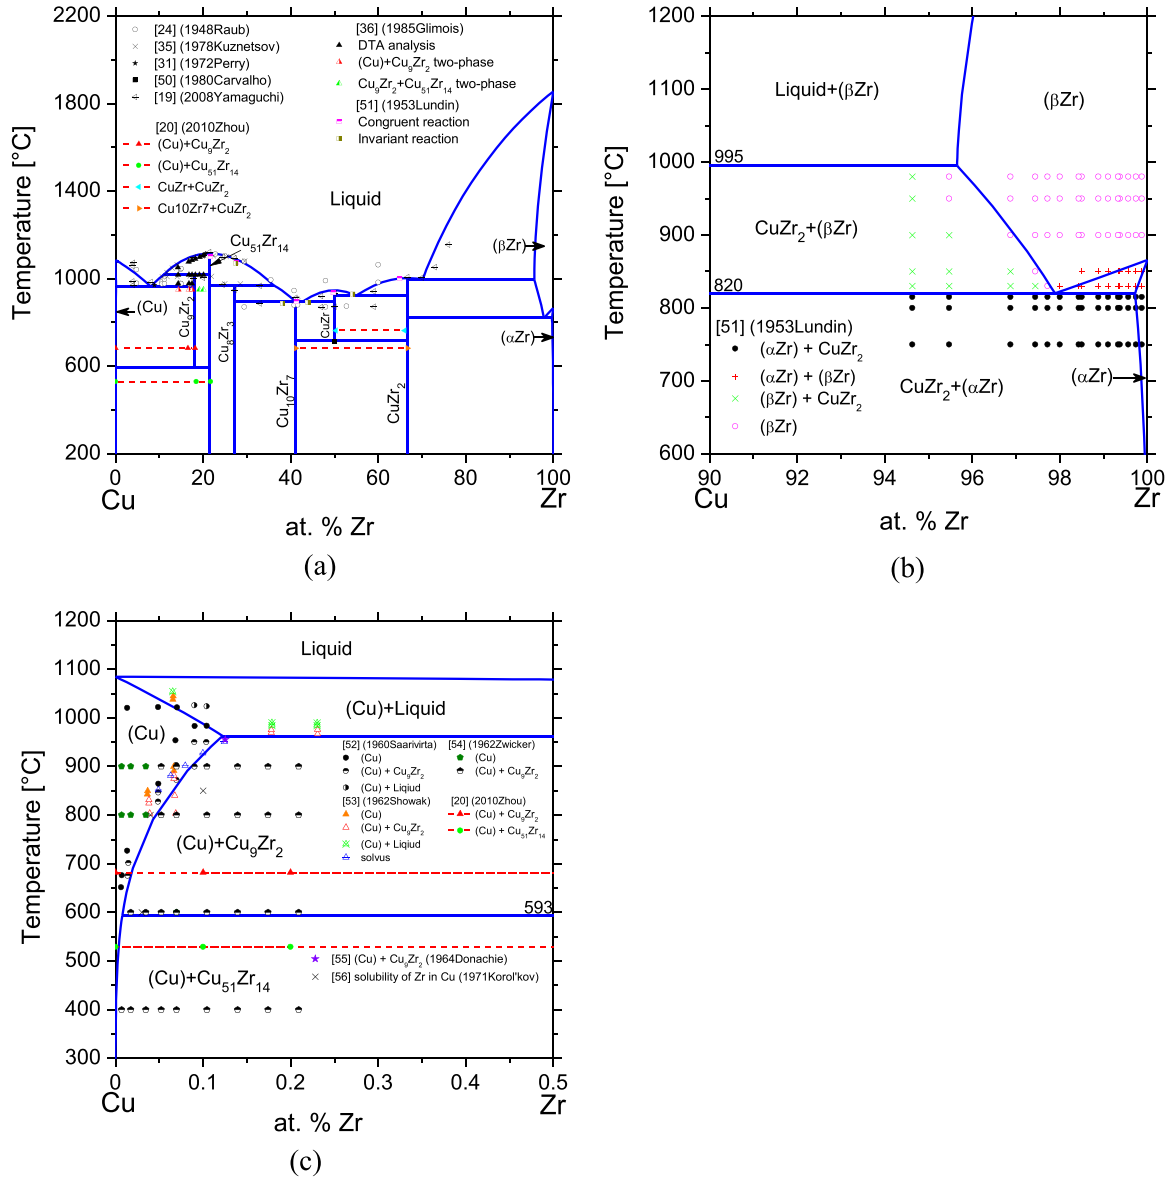 2200
1800
1400
1000
600
200
Temperature [°C]
[24] (1948Raub)
[35] (1978Kuznetsov)
[31] (1972Perry)
[50] (1980Carvalho)
[19] (2008Yamaguchi)
[36] (1985Glimois)
DTA analysis
(Cu)+Cu9Zr2 two-phase
Cu9Zr2+Cu51Zr14 two-phase
[51] (1953Lundin)
Congruent reaction
Invariant reaction
[20] (2010Zhou)
(Cu)+Cu9Zr2
(Cu)+Cu51Zr14
CuZr+CuZr2
Cu10Zr7+CuZr2
Liquid
Cu51Zr14
(βZr)
(Cu)
Cu9Zr2
Cu8Zr3
Cu10Zr7
CuZr
CuZr2
(αZr)
0 20 40 60 80 100
Cu Zr
at. % Zr
(a)
1200
1100
1000
900
800
700
600
Temperature [°C]
Liquid+(βZr)
(βZr)
995
CuZr2+(βZr)
820
[51] (1953Lundin)
(αZr) + CuZr2
(αZr) + (βZr)
(βZr) + CuZr2
(βZr)
CuZr2+(αZr)
(αZr)
90 92 94 96 98 100
Cu Zr
at. % Zr
(b)
1200
1100
1000
900
800
700
600
500
400
300
Temperature [°C]
Liquid
(Cu)+Liquid
(Cu)
[52] (1960Saarivirta)
(Cu)
(Cu) + Cu9Zr2
(Cu) + Liqiud
[53] (1962Showak)
(Cu)
(Cu) + Cu9Zr2
(Cu) + Liqiud
solvus
[54] (1962Zwicker)
(Cu)
(Cu) + Cu9Zr2
[20] (2010Zhou)
(Cu) + Cu9Zr2
(Cu) + Cu51Zr14
(Cu)+Cu9Zr2
593
[55] (Cu) + Cu9Zr2 (1964Donachie)
[56] solubility of Zr in Cu (1971Korol'kov)
(Cu)+Cu51Zr14
0 0.1 0.2 0.3 0.4 0.5
Cu Zr
at. % Zr
(c)